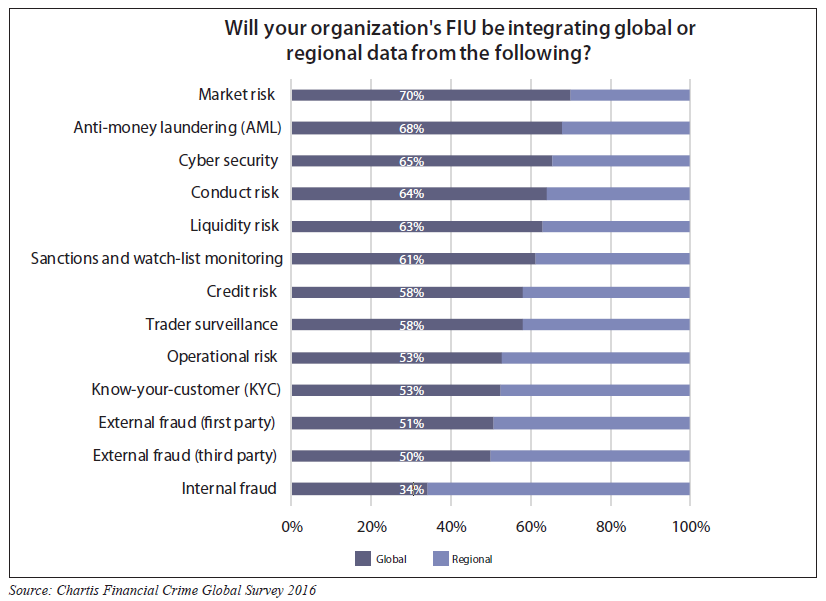 Will your organization's FIU be integrating global or
regional data from the following?
Market risk 70%
Anti-money laundering (AML) 68%
Cyber security 65%
Conduct risk 64%
Liquidity risk 63%
Sanctions and watch-list monitoring 61%
Credit risk 58%
Trader surveillance 58%
Operational risk 53%
Know-your-customer (KYC) 53%
External fraud (first party) 51%
External fraud (third party) 50%
Internal fraud 34%
0% 20% 40% 60% 80% 100%
Global Regional
Source: Chartis Financial Crime Global Survey 2016